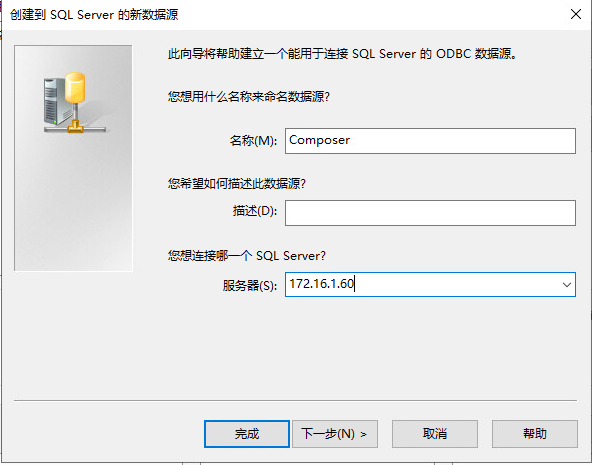 创建到 SQL Server 的新数据源
此向导将帮助建立一个能用于连接 SQL Server 的 ODBC 数据源。
您想用什么名称来命名数据源?
名称(M): Composer
您希望如何描述此数据源?
描述(D):
您想连接哪一个 SQL Server?
服务器(S): 172.16.1.60
完成 下一步(N) > 取消 帮助